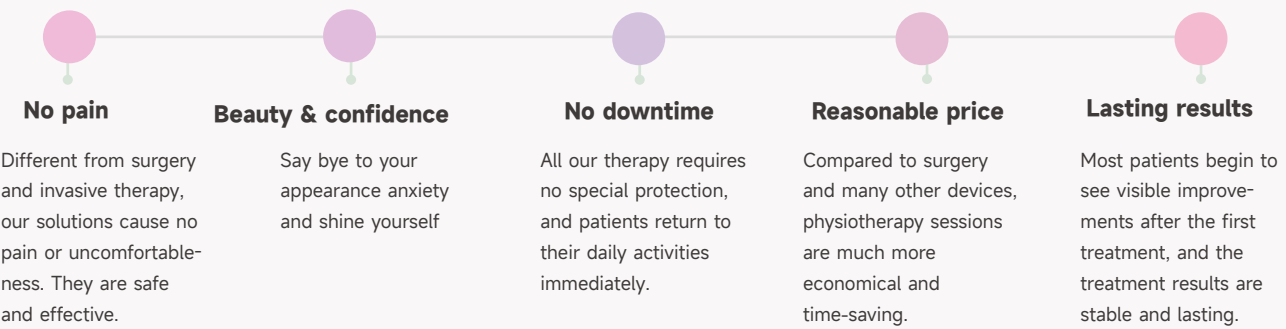 No pain
Different from surgery
and invasive therapy,
our solutions cause no
pain or uncomfortable-
ness. They are safe
and effective.
Beauty & confidence
Say bye to your
appearance anxiety
and shine yourself
No downtime
All our therapy requires
no special protection,
and patients return to
their daily activities
immediately.
Reasonable price
Compared to surgery
and many other devices,
physiotherapy sessions
are much more
economical and
time-saving.
Lasting results
Most patients begin to
see visible improve-
ments after the first
treatment, and the
treatment results are
stable and lasting.